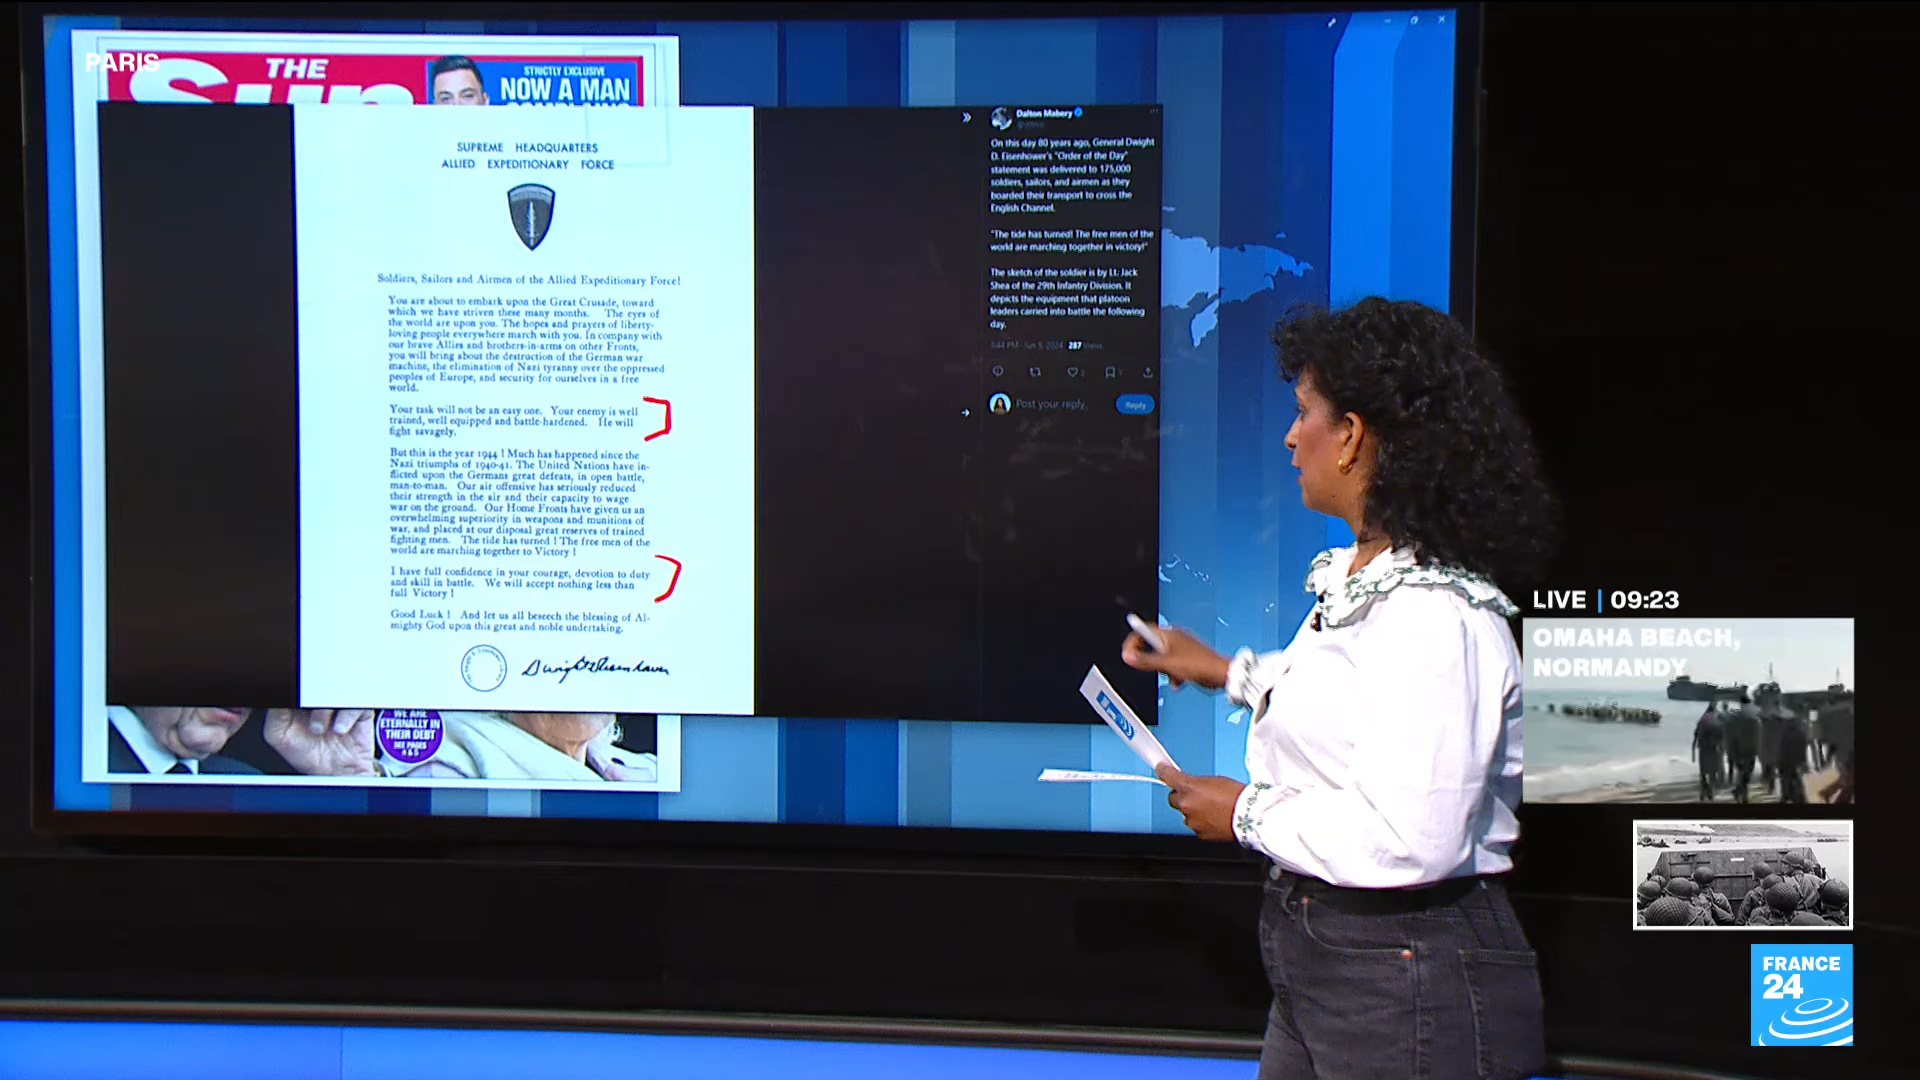 PARIS
THE
Sun
STRICTLY EXCLUSIVE
NOW A MAN
SUPREME HEADQUARTERS
ALLIED EXPEDITIONARY FORCE
Soldiers, Sailors and Airmen of the Allied Expeditionary Force!
You are about to embark upon the Great Crusade, toward
which we have striven these many months. The eyes of
the world are upon you. The hopes and prayers of liberty-
loving people everywhere march with you. In company with
our brave Allies and brothers-in-arms on other Fronts,
you will bring about the destruction of the German war
machine, the elimination of Nazi tyranny over the oppressed
peoples of Europe, and security for ourselves in a free
world.
Your task will not be an easy one. Your enemy is well
trained, well equipped and battle-hardened. He will
fight savagely.
But this is the year 1944 ! Much has happened since the
Nazi triumphs of 1940-41. The United Nations have in-
flicted upon the Germans great defeats, in open battle,
man-to-man. Our air offensive has seriously reduced
their strength in the air and their capacity to wage
war on the ground. Our Home Fronts have given us an
overwhelming superiority in weapons and munitions of
war, and placed at our disposal great reserves of trained
fighting men. The tide has turned ! The free men of the
world are marching together to Victory !
I have full confidence in your courage, devotion to duty
and skill in battle. We will accept nothing less than
full Victory !
Good Luck ! And let us all beseech the blessing of Al-
mighty God upon this great and noble undertaking.
Dwight D Eisenhower
WE ARE
ETERNALLY IN
THEIR DEBT
SEE PAGES
4 & 5
Dalton Mabery
On this day 80 years ago, General Dwight
D. Eisenhower's "Order of the Day"
statement was delivered to 175,000
soldiers, sailors, and airmen as they
boarded their transport to cross the
English Channel.
"The tide has turned! The free men of the
world are marching together in victory!"
The sketch of the soldier is by Lt. Jack
Shea of the 29th Infantry Division. It
depicts the equipment that platoon
leaders carried into battle the following
day.
5:44 PM · Jun 5, 2024 287 Views
Post your reply
Reply
LIVE | 09:23
OMAHA BEACH,
NORMANDY
FRANCE
24